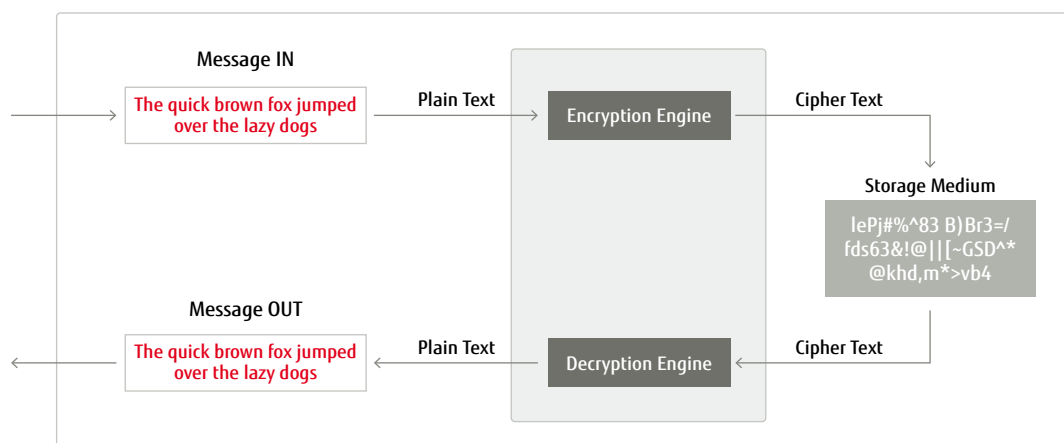 Message IN
The quick brown fox jumped
over the lazy dogs
Plain Text
Encryption Engine
Cipher Text
Storage Medium
lePj#%^83 B)Br3=/
fds63&!@||[~GSD^*
@khd,m*>vb4
Message OUT
The quick brown fox jumped
over the lazy dogs
Plain Text
Decryption Engine
Cipher Text